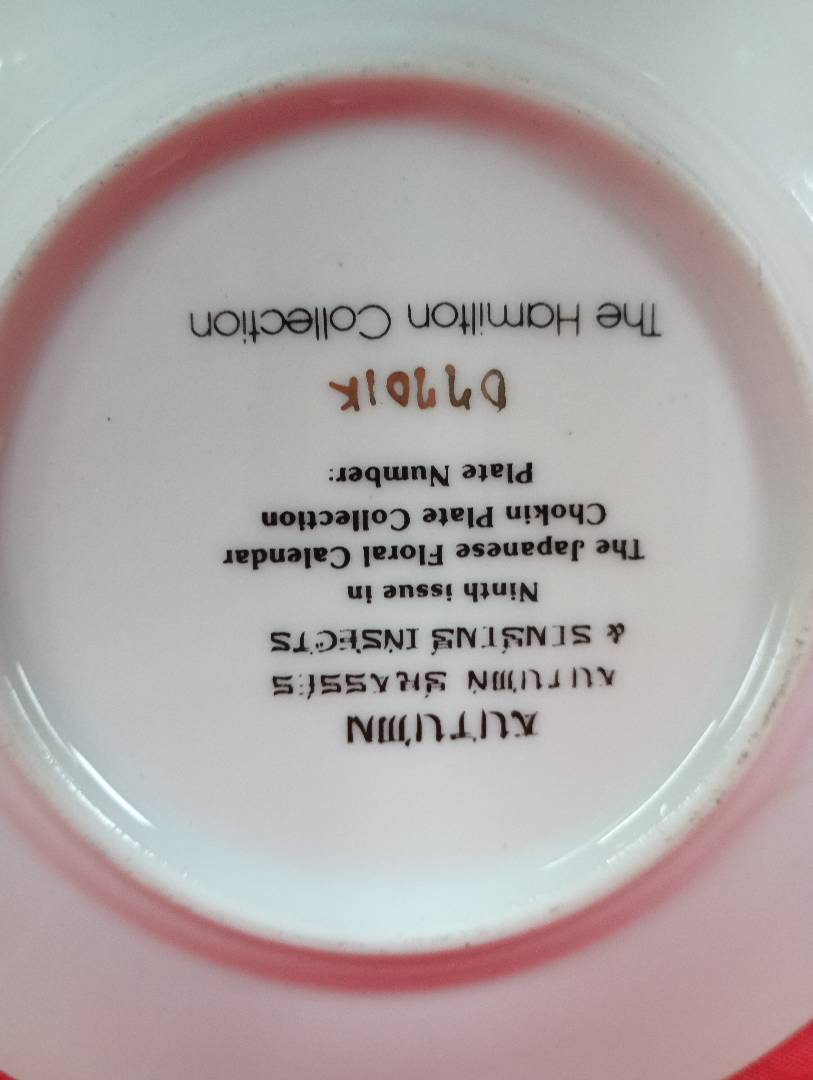 AUTUMN
AUTUMN GRASSES
& SINGING INSECTS
Ninth issue in
The Japanese Floral Calendar
Chokin Plate Collection
Plate Number:
The Hamilton Collection